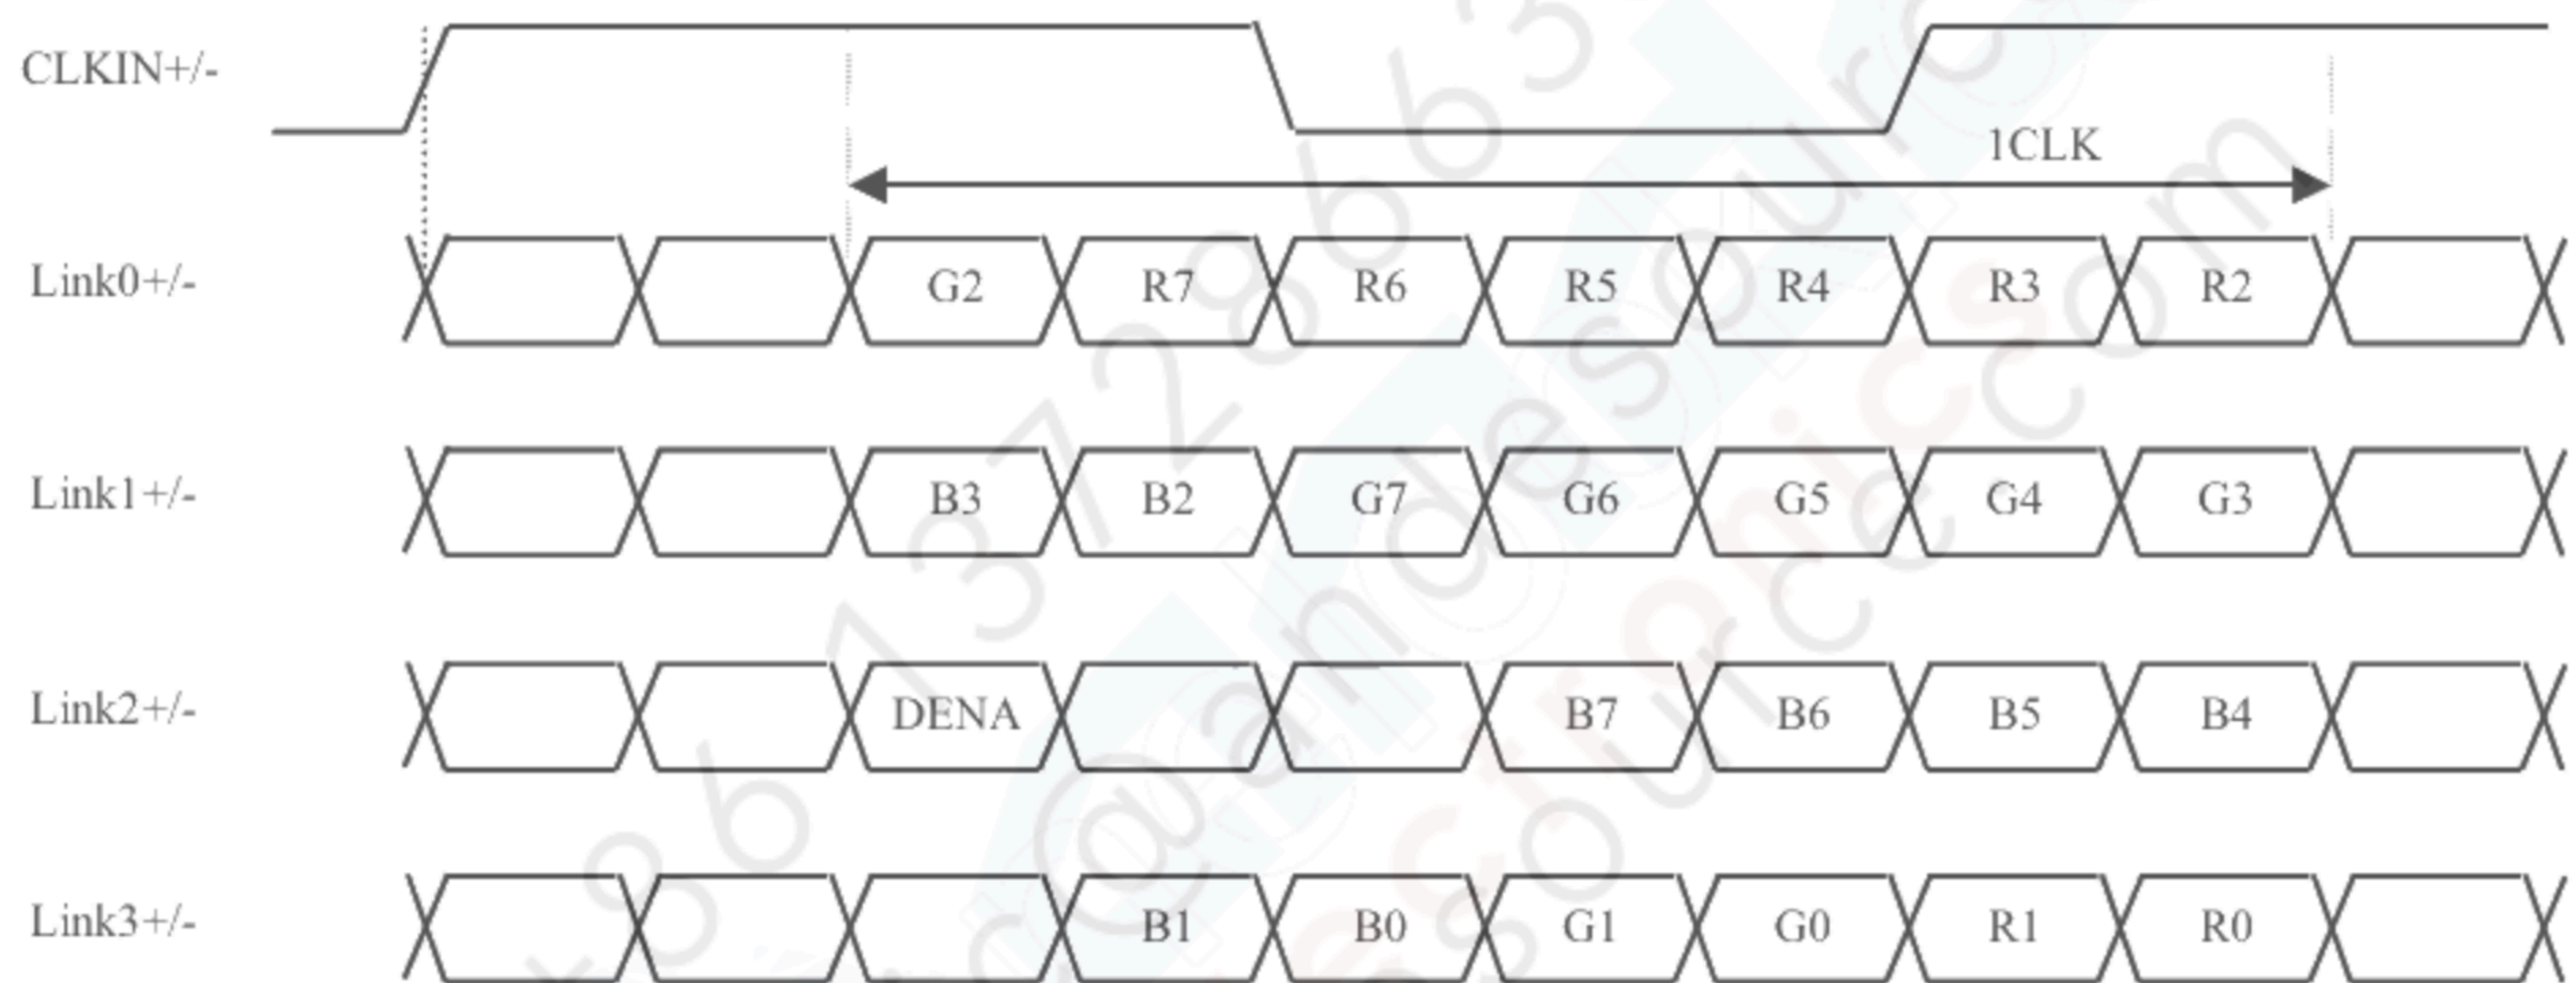 CLKIN+/-
1CLK
Link0+/- G2 R7 R6 R5 R4 R3 R2
Link1+/- B3 B2 G7 G6 G5 G4 G3
Link2+/- DENA B7 B6 B5 B4
Link3+/- B1 B0 G1 G0 R1 R0